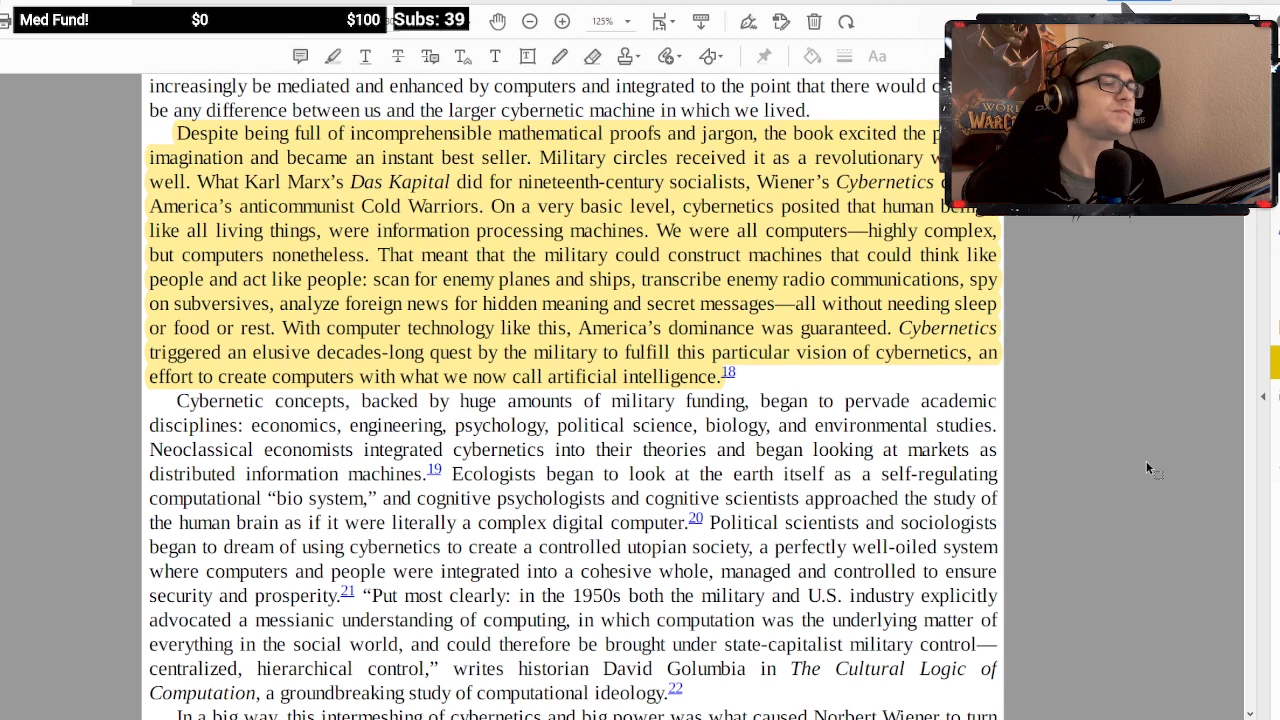 Med Fund! $0 $100 Subs: 39
125%
Aa
increasingly be mediated and enhanced by computers and integrated to the point that there would
be any difference between us and the larger cybernetic machine in which we lived.
Despite being full of incomprehensible mathematical proofs and jargon, the book excited the
imagination and became an instant best seller. Military circles received it as a revolutionary
well. What Karl Marx’s Das Kapital did for nineteenth-century socialists, Wiener’s Cybernetics
America’s anticommunist Cold Warriors. On a very basic level, cybernetics posited that human
like all living things, were information processing machines. We were all computers—highly complex,
but computers nonetheless. That meant that the military could construct machines that could think like
people and act like people: scan for enemy planes and ships, transcribe enemy radio communications, spy
on subversives, analyze foreign news for hidden meaning and secret messages—all without needing sleep
or food or rest. With computer technology like this, America’s dominance was guaranteed. Cybernetics
triggered an elusive decades-long quest by the military to fulfill this particular vision of cybernetics, an
effort to create computers with what we now call artificial intelligence.18
Cybernetic concepts, backed by huge amounts of military funding, began to pervade academic
disciplines: economics, engineering, psychology, political science, biology, and environmental studies.
Neoclassical economists integrated cybernetics into their theories and began looking at markets as
distributed information machines.19 Ecologists began to look at the earth itself as a self-regulating
computational “bio system,” and cognitive psychologists and cognitive scientists approached the study of
the human brain as if it were literally a complex digital computer.20 Political scientists and sociologists
began to dream of using cybernetics to create a controlled utopian society, a perfectly well-oiled system
where computers and people were integrated into a cohesive whole, managed and controlled to ensure
security and prosperity.21 “Put most clearly: in the 1950s both the military and U.S. industry explicitly
advocated a messianic understanding of computing, in which computation was the underlying matter of
everything in the social world, and could therefore be brought under state-capitalist military control—
centralized, hierarchical control,” writes historian David Golumbia in The Cultural Logic of
Computation, a groundbreaking study of computational ideology.22
In a big way, this intermeshing of cybernetics and big power was what caused Norbert Wiener to turn